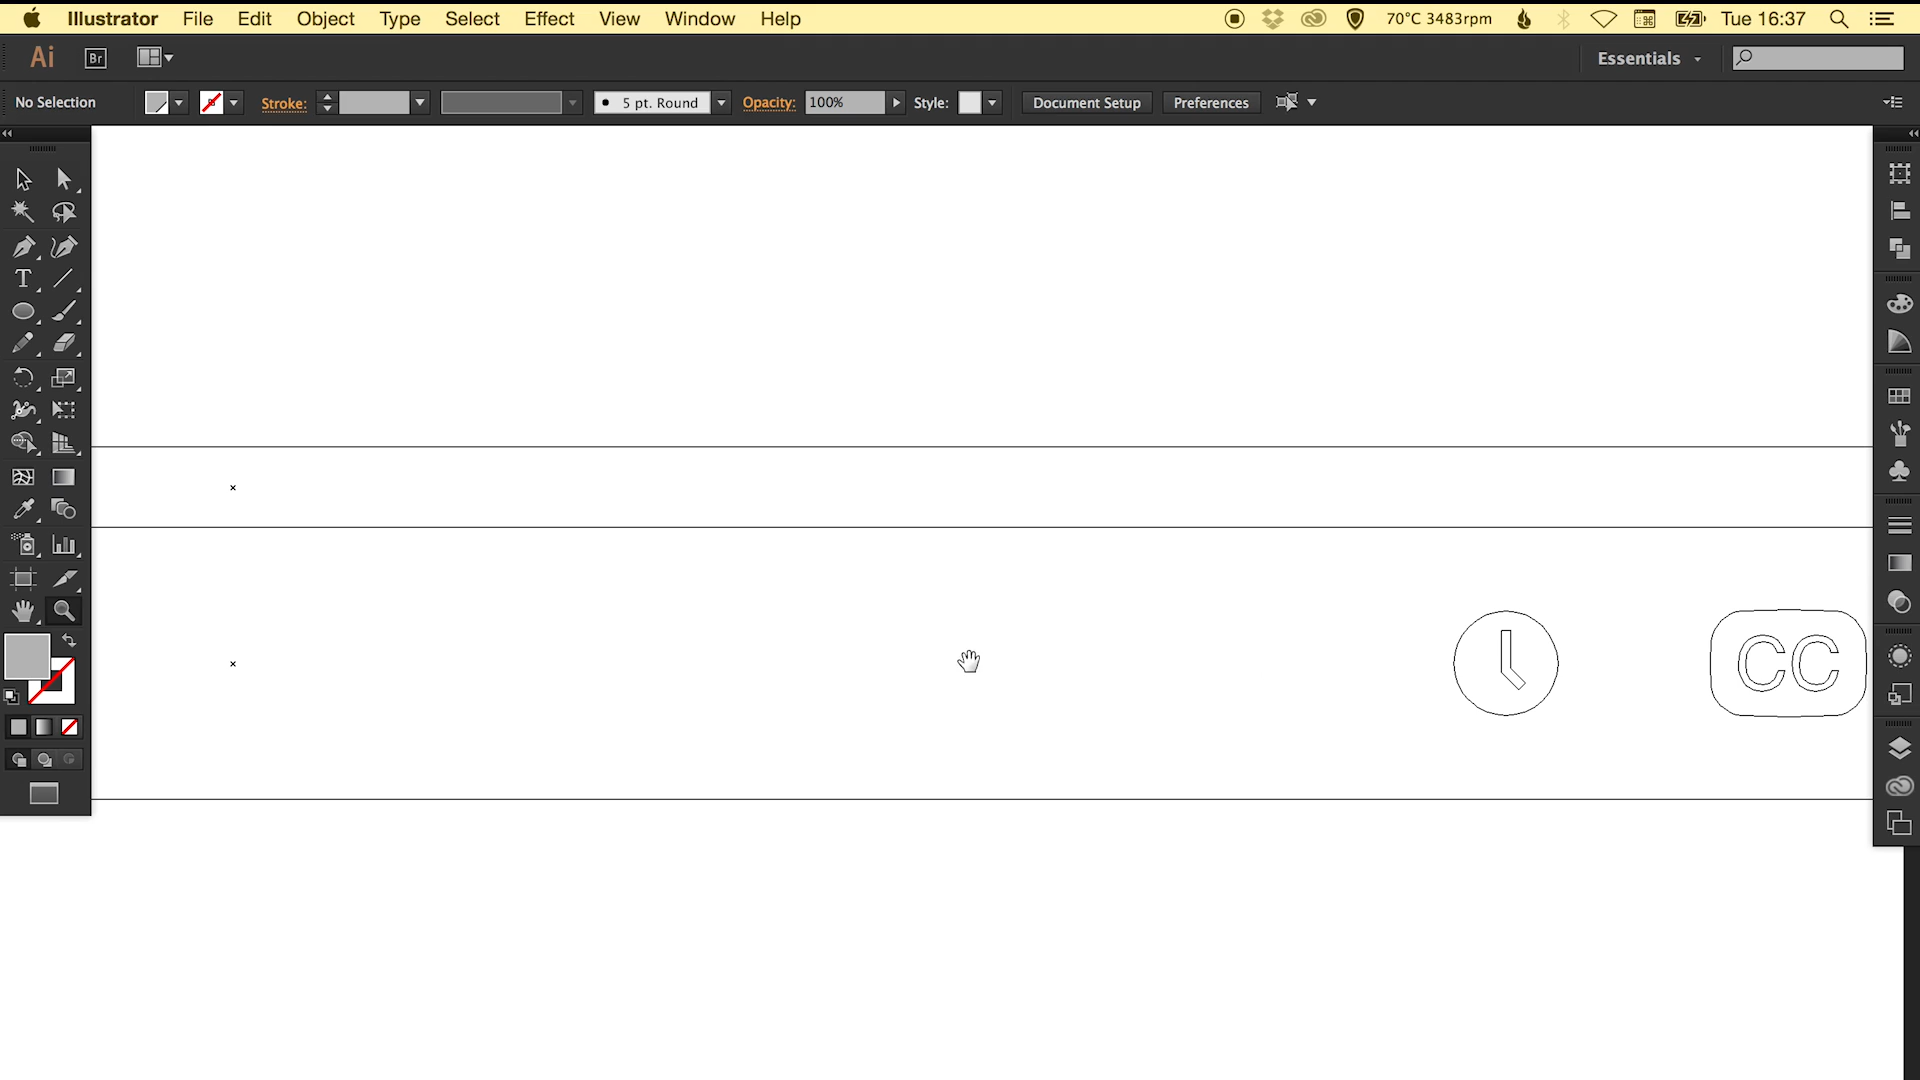 Illustrator File Edit Object Type Select Effect View Window Help 70°C 3483rpm Tue 16:37
Ai Br Essentials
No Selection Stroke: 5 pt. Round Opacity: 100% Style: Document Setup Preferences
T
CC